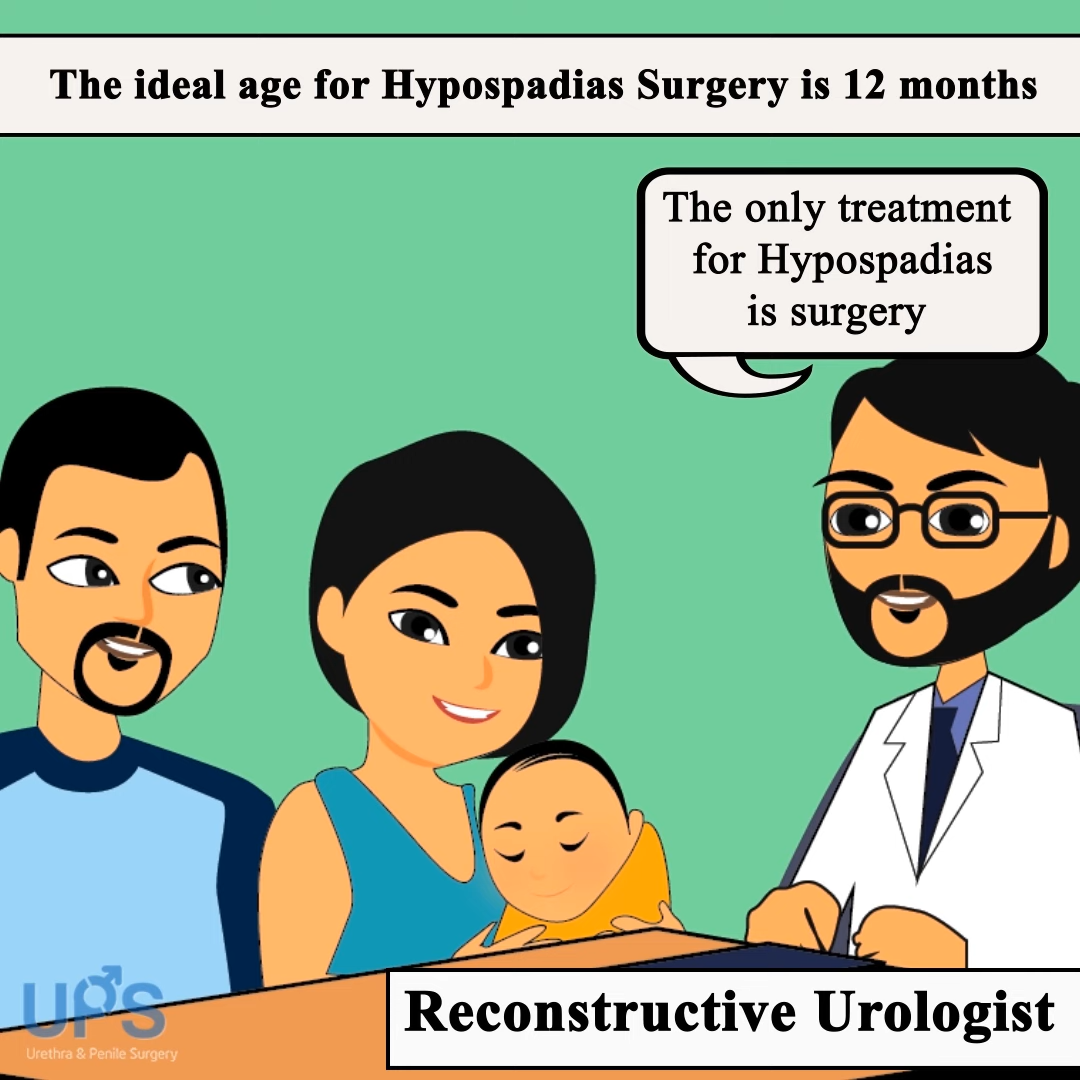 The ideal age for Hypospadias Surgery is 12 months
The only treatment
for Hypospadias
is surgery
UPS
Urethra & Penile Surgery
Reconstructive Urologist